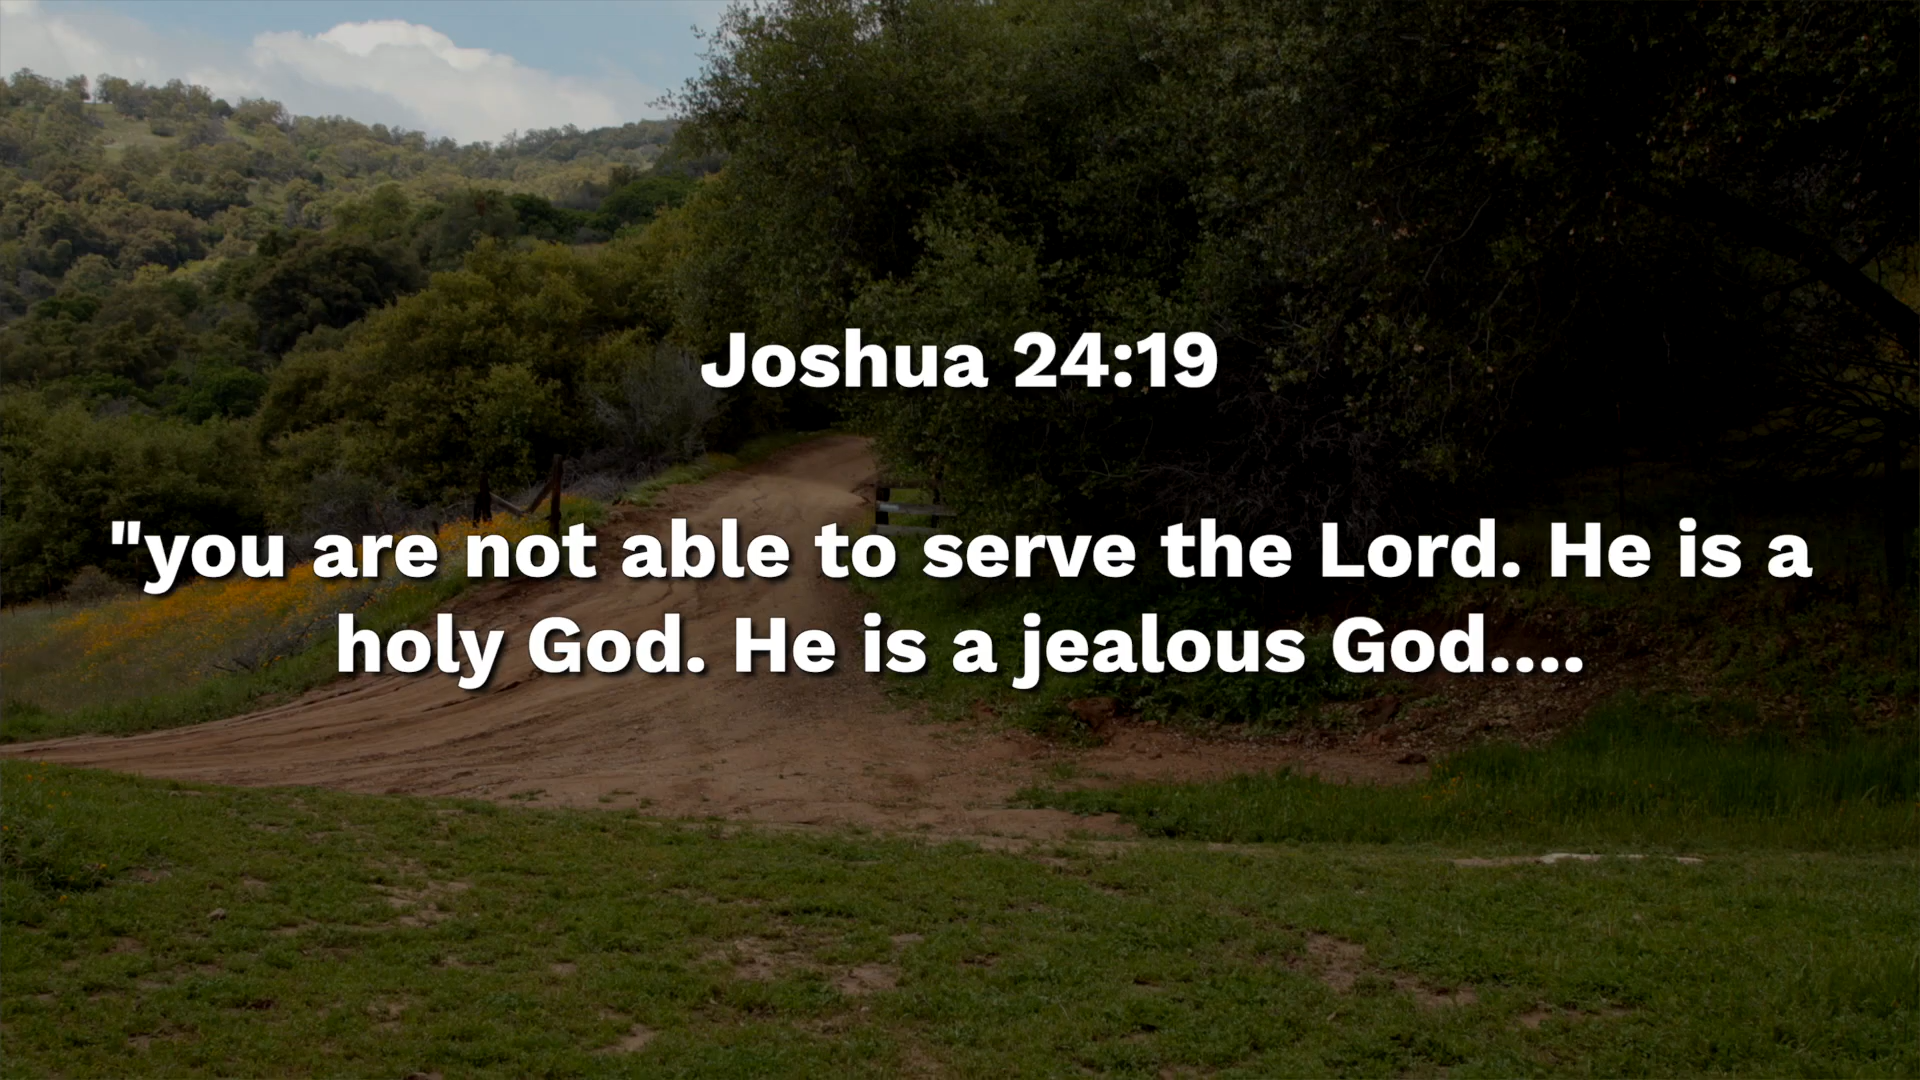 Joshua 24:19
"you are not able to serve the Lord. He is a
holy God. He is a jealous God....